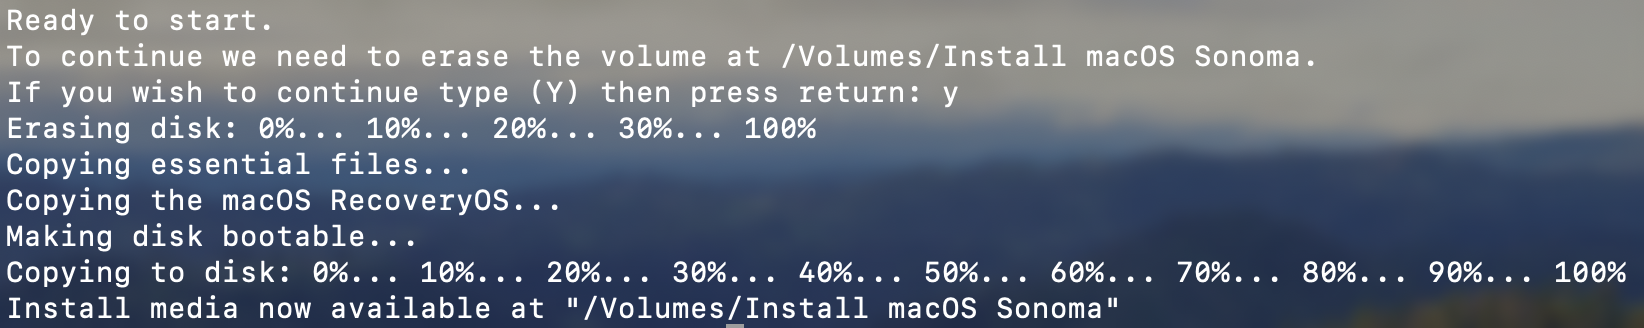 Ready to start.
To continue we need to erase the volume at /Volumes/Install macOS Sonoma.
If you wish to continue type (Y) then press return: y
Erasing disk: 0%... 10%... 20%... 30%... 100%
Copying essential files...
Copying the macOS RecoveryOS...
Making disk bootable...
Copying to disk: 0%... 10%... 20%... 30%... 40%... 50%... 60%... 70%... 80%... 90%... 100%
Install media now available at "/Volumes/Install macOS Sonoma"